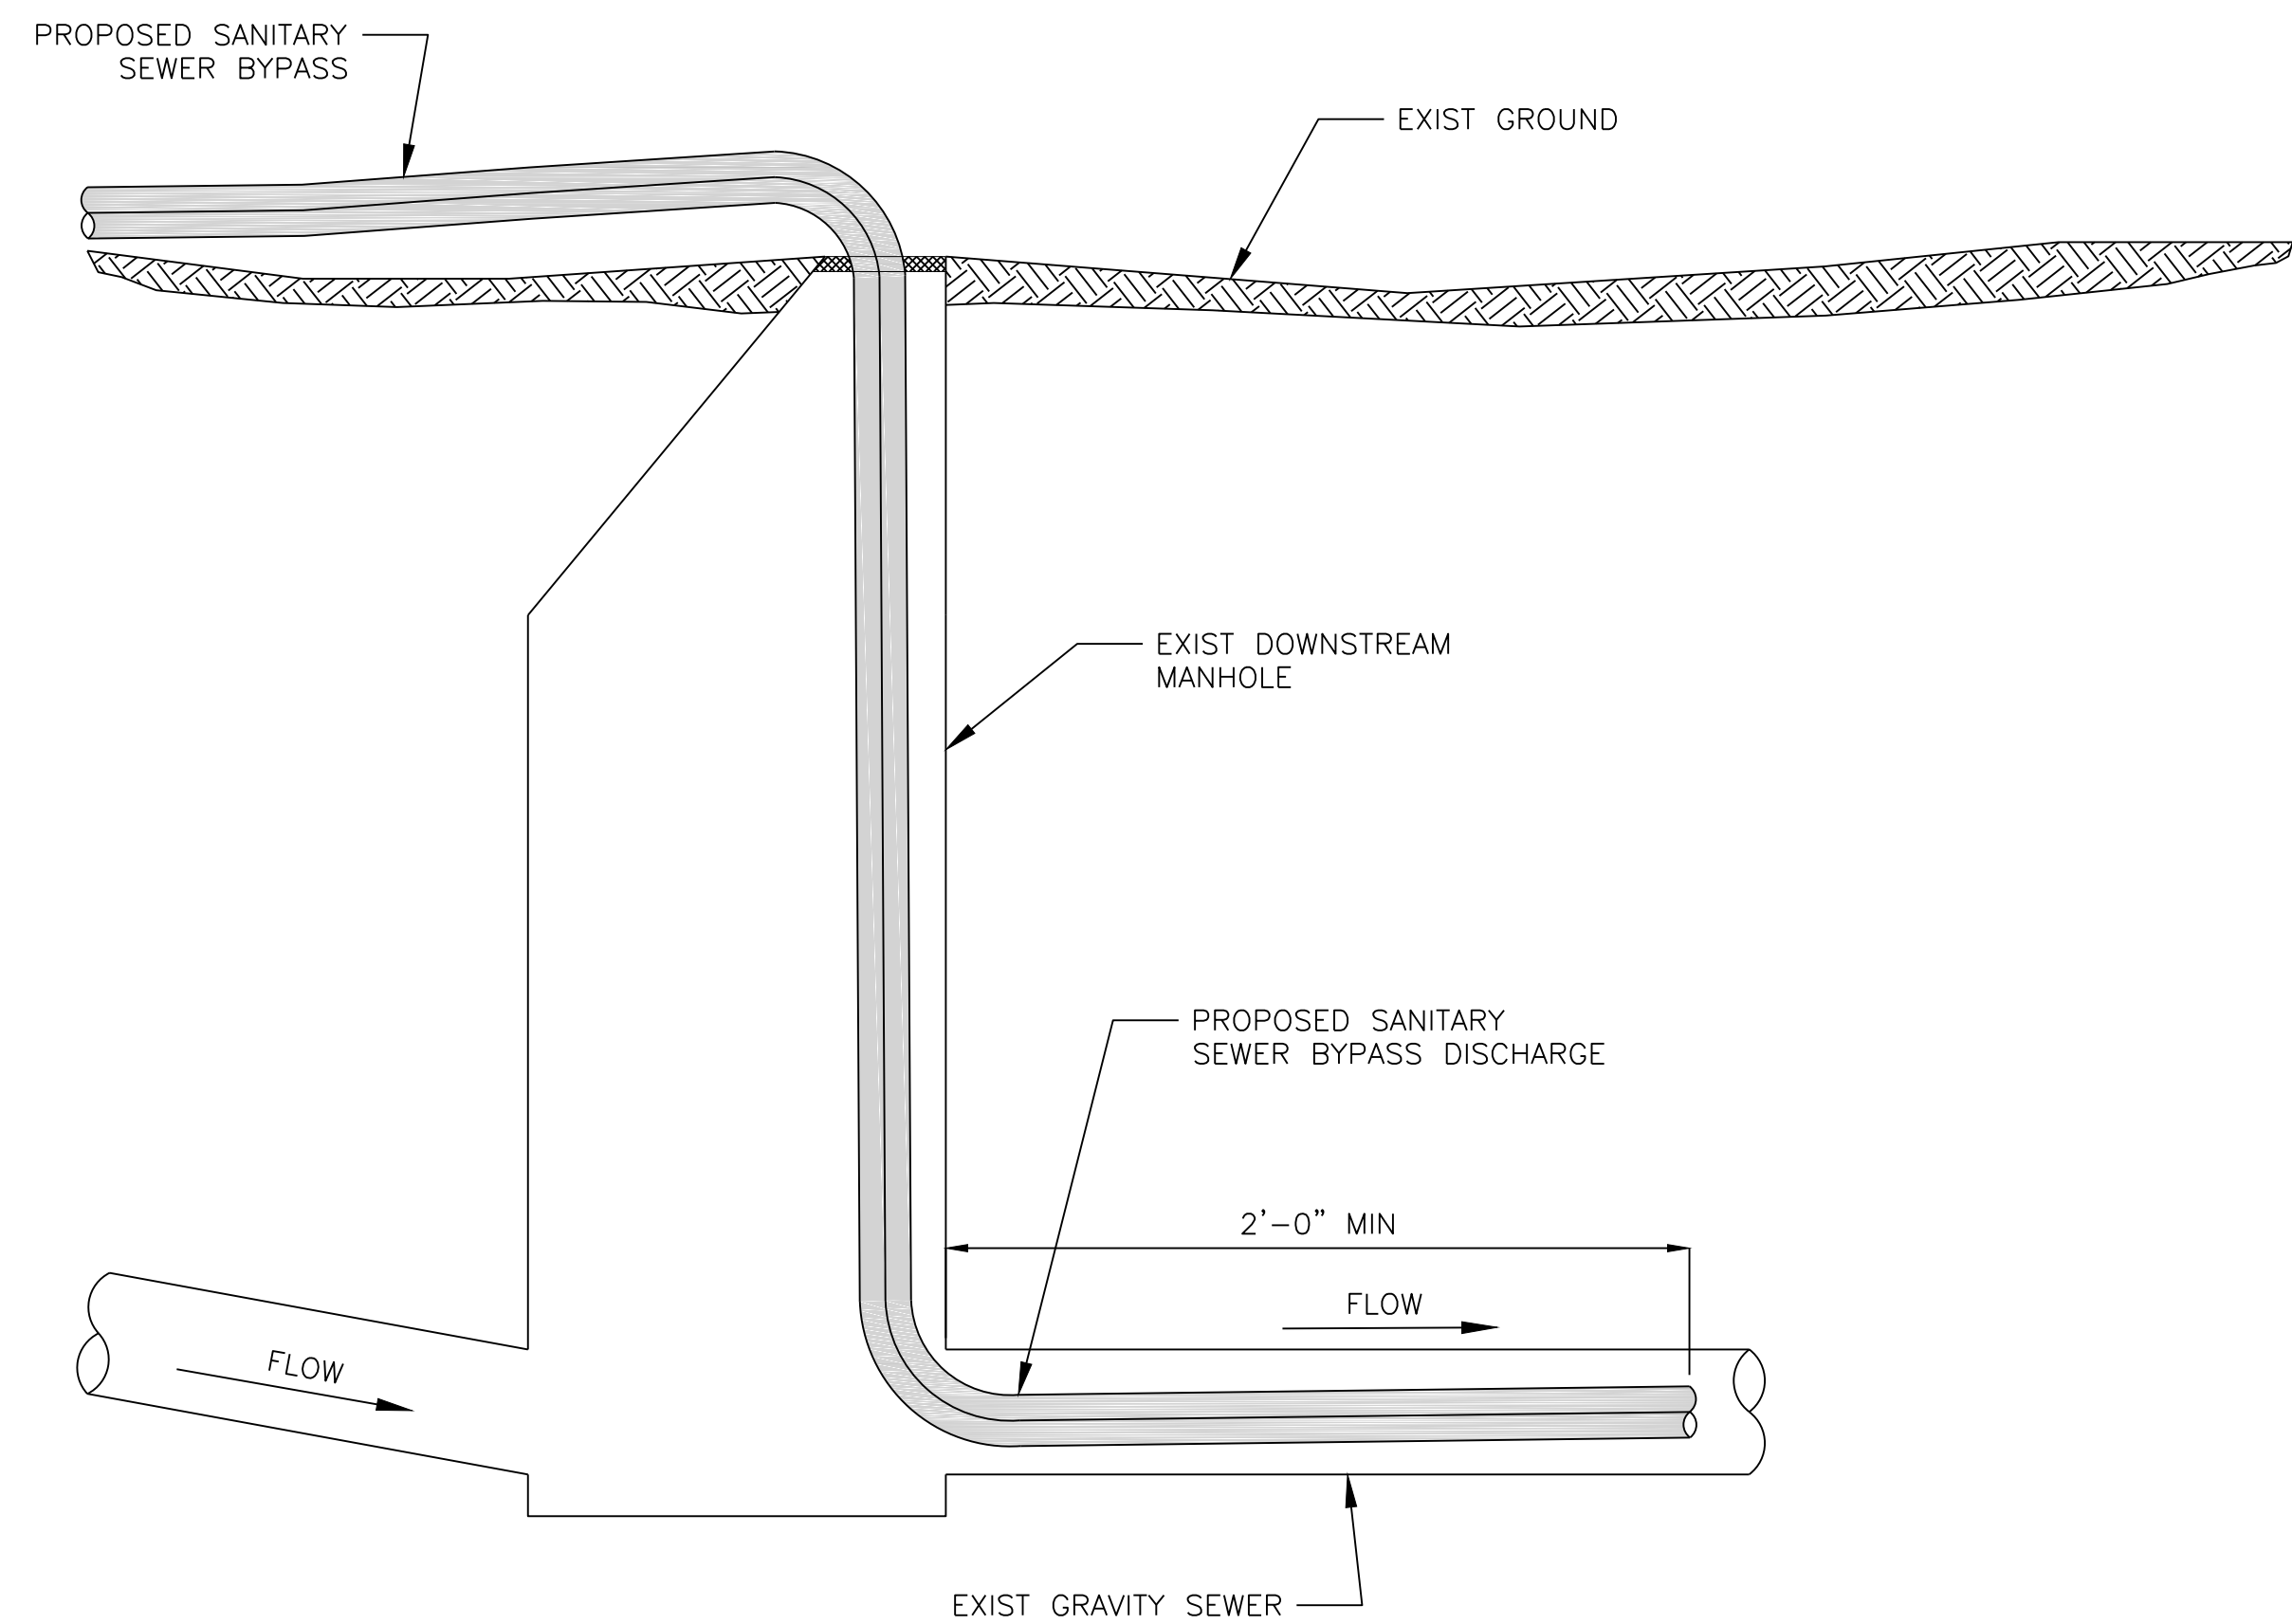 PROPOSED SANITARY
SEWER BYPASS
EXIST GROUND
EXIST DOWNSTREAM
MANHOLE
PROPOSED SANITARY
SEWER BYPASS DISCHARGE
2'-0" MIN
FLOW
FLOW
EXIST GRAVITY SEWER